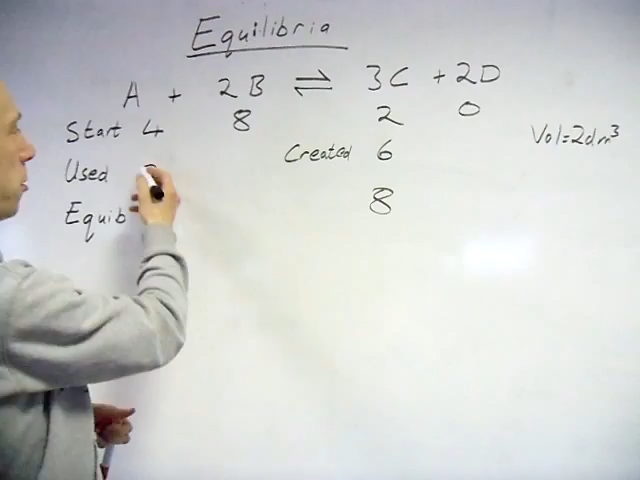 Equilibria
A + 2B ⇌ 3C + 2D
Start 4 8 2 0
Vol=2dm³
Used Created 6
Equib 8